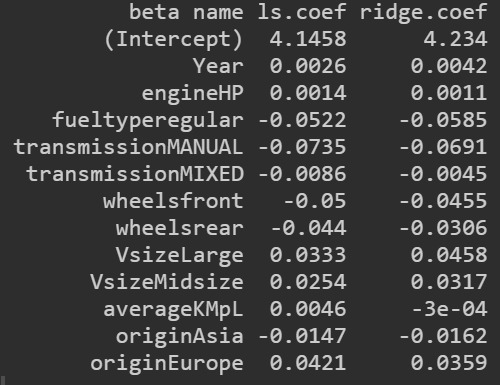 beta name ls.coef ridge.coef
(Intercept) 4.1458 4.234
Year 0.0026 0.0042
engineHP 0.0014 0.0011
fueltyperegular -0.0522 -0.0585
transmissionMANUAL -0.0735 -0.0691
transmissionMIXED -0.0086 -0.0045
wheelsfront -0.05 -0.0455
wheelsrear -0.044 -0.0306
VsizeLarge 0.0333 0.0458
VsizeMidsize 0.0254 0.0317
averageKMpL 0.0046 -3e-04
originAsia -0.0147 -0.0162
originEurope 0.0421 0.0359